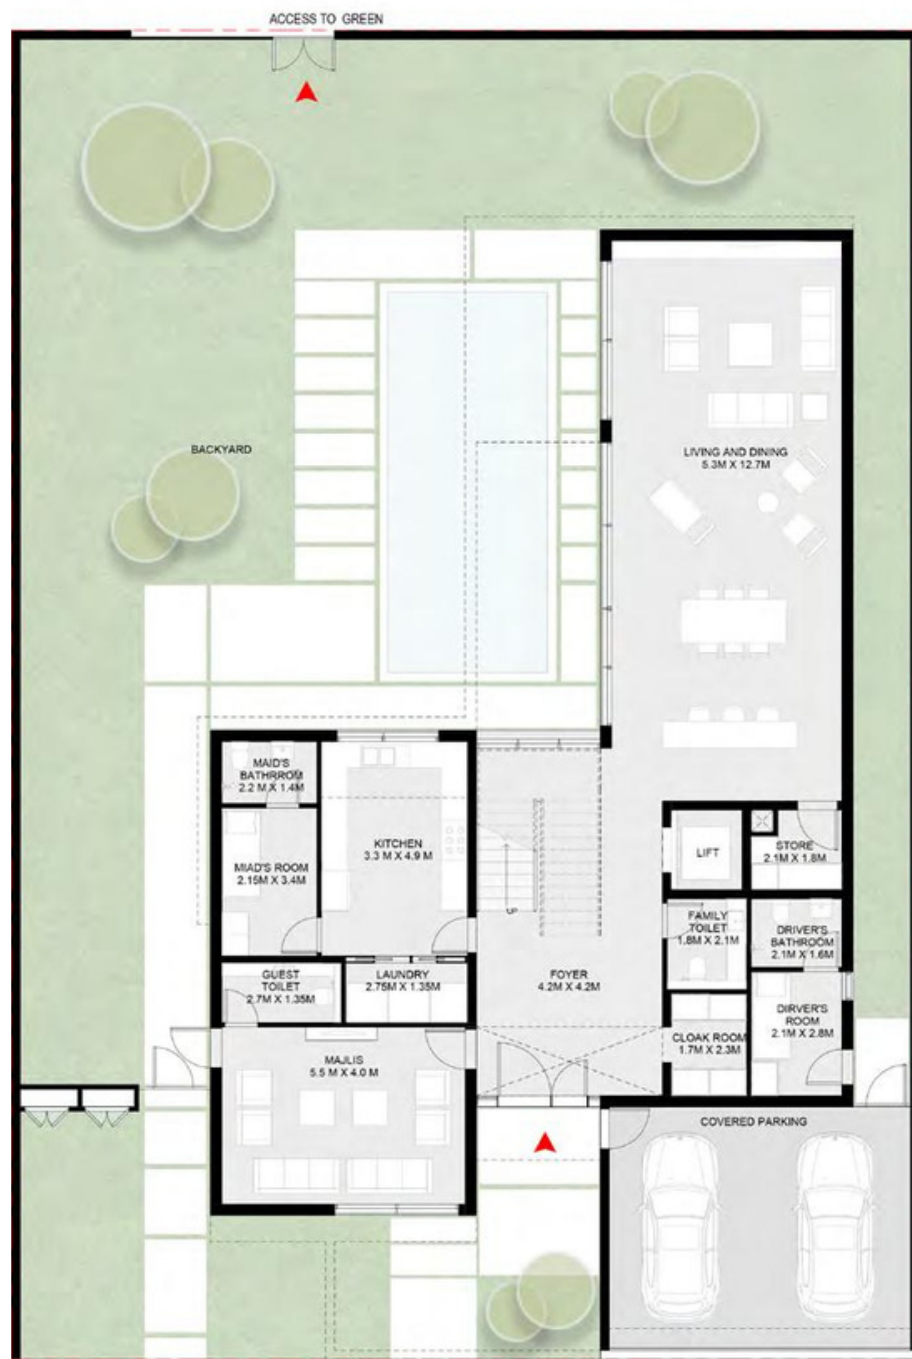 ACCESS TO GREEN
BACKYARD
LIVING AND DINING
5.3M X 12.7M
MAID'S
BATHRROM
2.2 M X 1.4M
KITCHEN
3.3 M X 4.9 M
MIAD'S ROOM
2.15M X 3.4M
LIFT
STORE
2.1M X 1.8M
UP
FAMILY
TOILET
1.8M X 2.1M
DRIVER'S
BATHROOM
2.1M X 1.6M
GUEST
TOILET
2.7M X 1.35M
LAUNDRY
2.75M X 1.35M
FOYER
4.2M X 4.2M
DIRVER'S
ROOM
2.1M X 2.8M
CLOAK ROOM
1.7M X 2.3M
MAJLIS
5.5 M X 4.0 M
COVERED PARKING